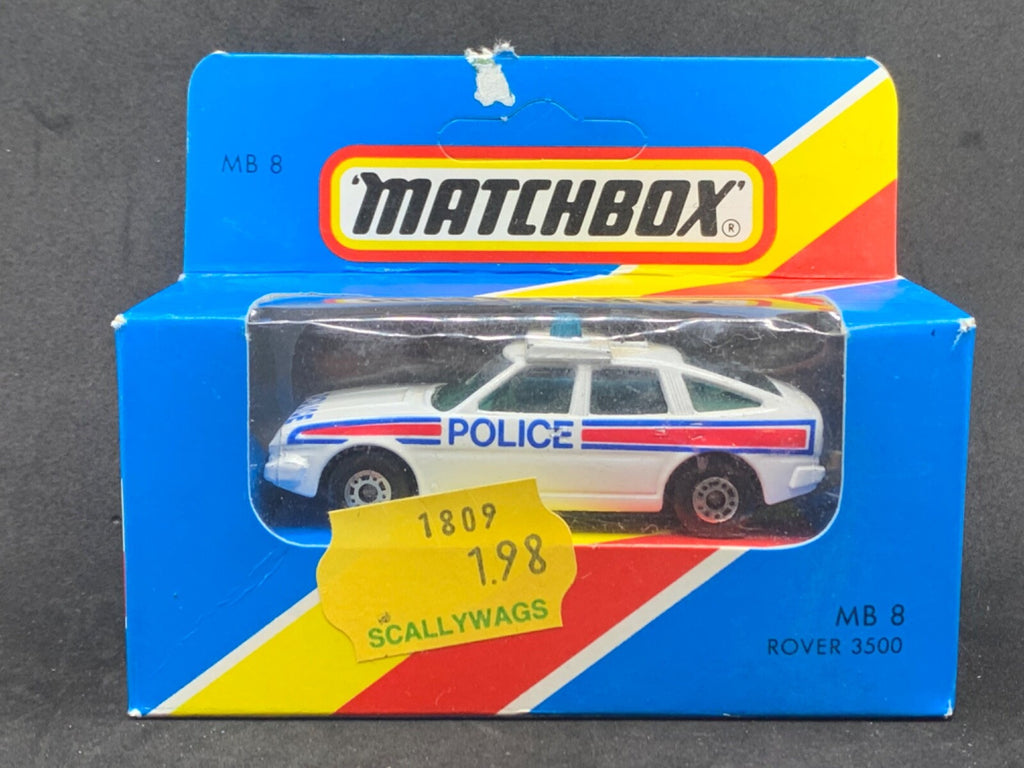 MB 8
'MATCHBOX'®
POLICE
1809
1.98
SCALLYWAGS
MB 8
ROVER 3500